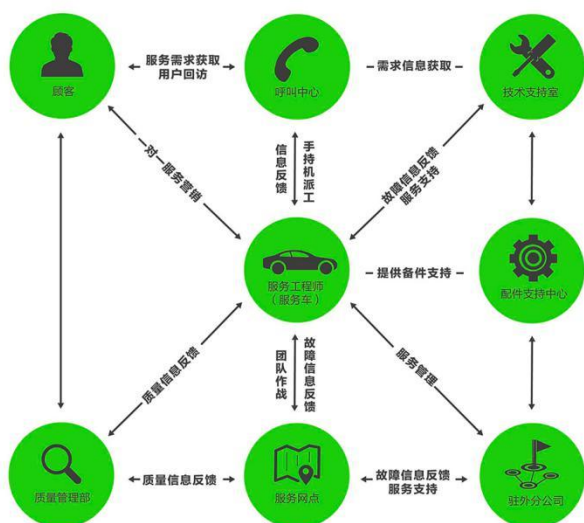 顾客
服务需求获取
用户回访
呼叫中心
需求信息获取
技术支持室
一对一服务营销
信息反馈
手持机派工
故障信息反馈
服务支持
服务工程师
（服务车）
提供备件支持
配件支持中心
质量信息反馈
团队作战
故障信息反馈
服务管理
质量管理部
质量信息反馈
服务网点
故障信息反馈
服务支持
驻外分公司